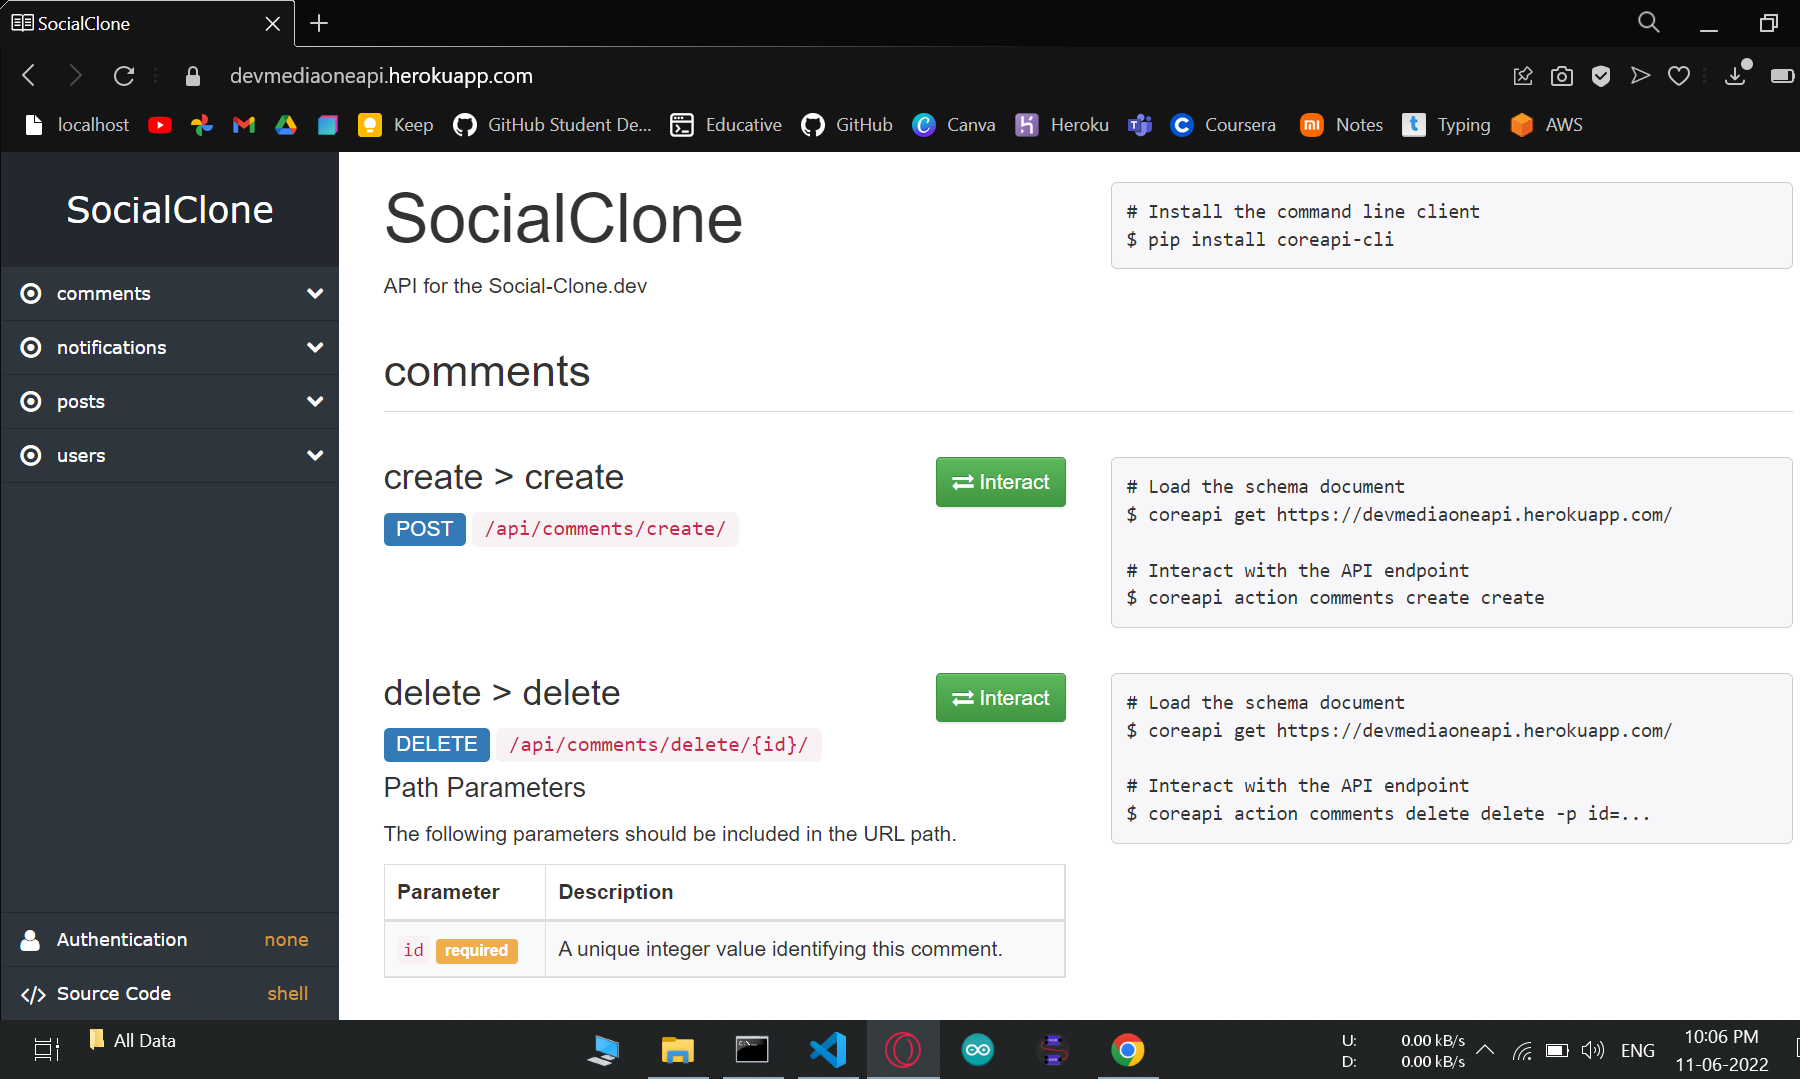 SocialClone
devmediaoneapi.herokuapp.com
localhost Keep GitHub Student De... Educative GitHub Canva Heroku Coursera Notes Typing AWS
SocialClone
comments
notifications
posts
users
Authentication none
Source Code shell
SocialClone
API for the Social-Clone.dev
# Install the command line client
$ pip install coreapi-cli
comments
create > create
Interact
POST /api/comments/create/
# Load the schema document
$ coreapi get https://devmediaoneapi.herokuapp.com/
# Interact with the API endpoint
$ coreapi action comments create create
delete > delete
Interact
DELETE /api/comments/delete/{id}/
Path Parameters
The following parameters should be included in the URL path.
Parameter Description
id required A unique integer value identifying this comment.
# Load the schema document
$ coreapi get https://devmediaoneapi.herokuapp.com/
# Interact with the API endpoint
$ coreapi action comments delete delete -p id=...
All Data
U: 0.00 kB/s
D: 0.00 kB/s
ENG
10:06 PM
11-06-2022